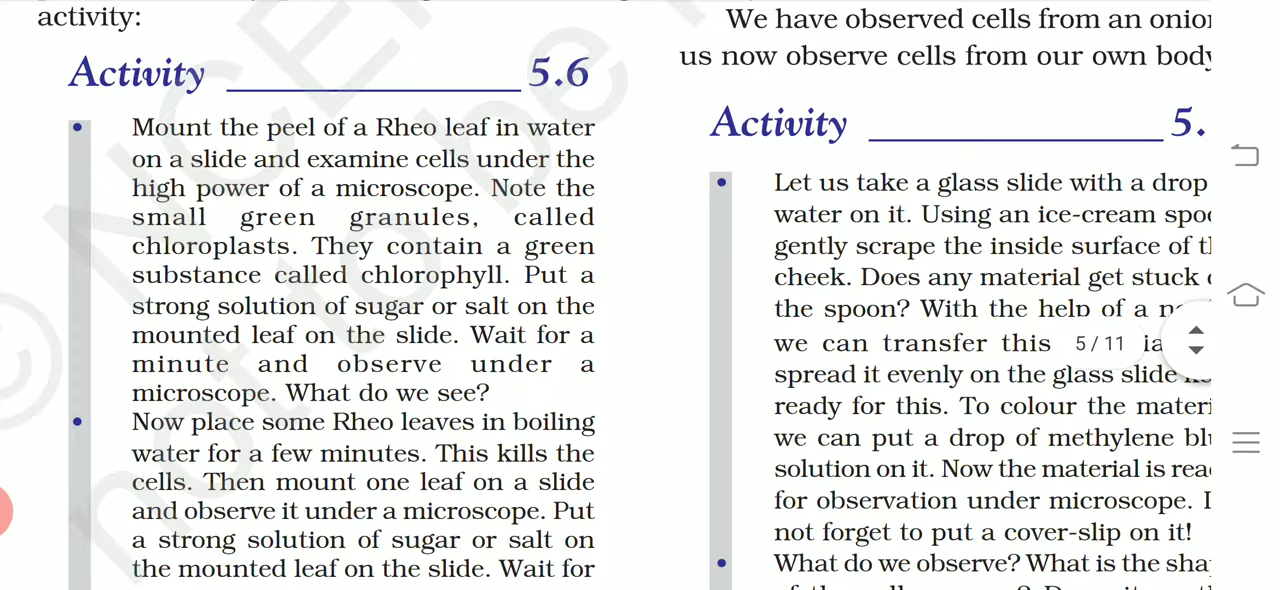 activity:
Activity 5.6
Mount the peel of a Rheo leaf in water
on a slide and examine cells under the
high power of a microscope. Note the
small green granules, called
chloroplasts. They contain a green
substance called chlorophyll. Put a
strong solution of sugar or salt on the
mounted leaf on the slide. Wait for a
minute and observe under a
microscope. What do we see?
Now place some Rheo leaves in boiling
water for a few minutes. This kills the
cells. Then mount one leaf on a slide
and observe it under a microscope. Put
a strong solution of sugar or salt on
the mounted leaf on the slide. Wait for
We have observed cells from an
us now observe cells from our own
Activity 5.
Let us take a glass slide with a drop
water on it. Using an ice-cream
gently scrape the inside surface of
cheek. Does any material get stuck
the spoon? With the help of a
we can transfer this
5/11
spread it evenly on the glass slide
ready for this. To colour the
we can put a drop of methylene
solution on it. Now the material is
for observation under microscope.
not forget to put a cover-slip on it!
What do we observe? What is the
© NCERT
not to be